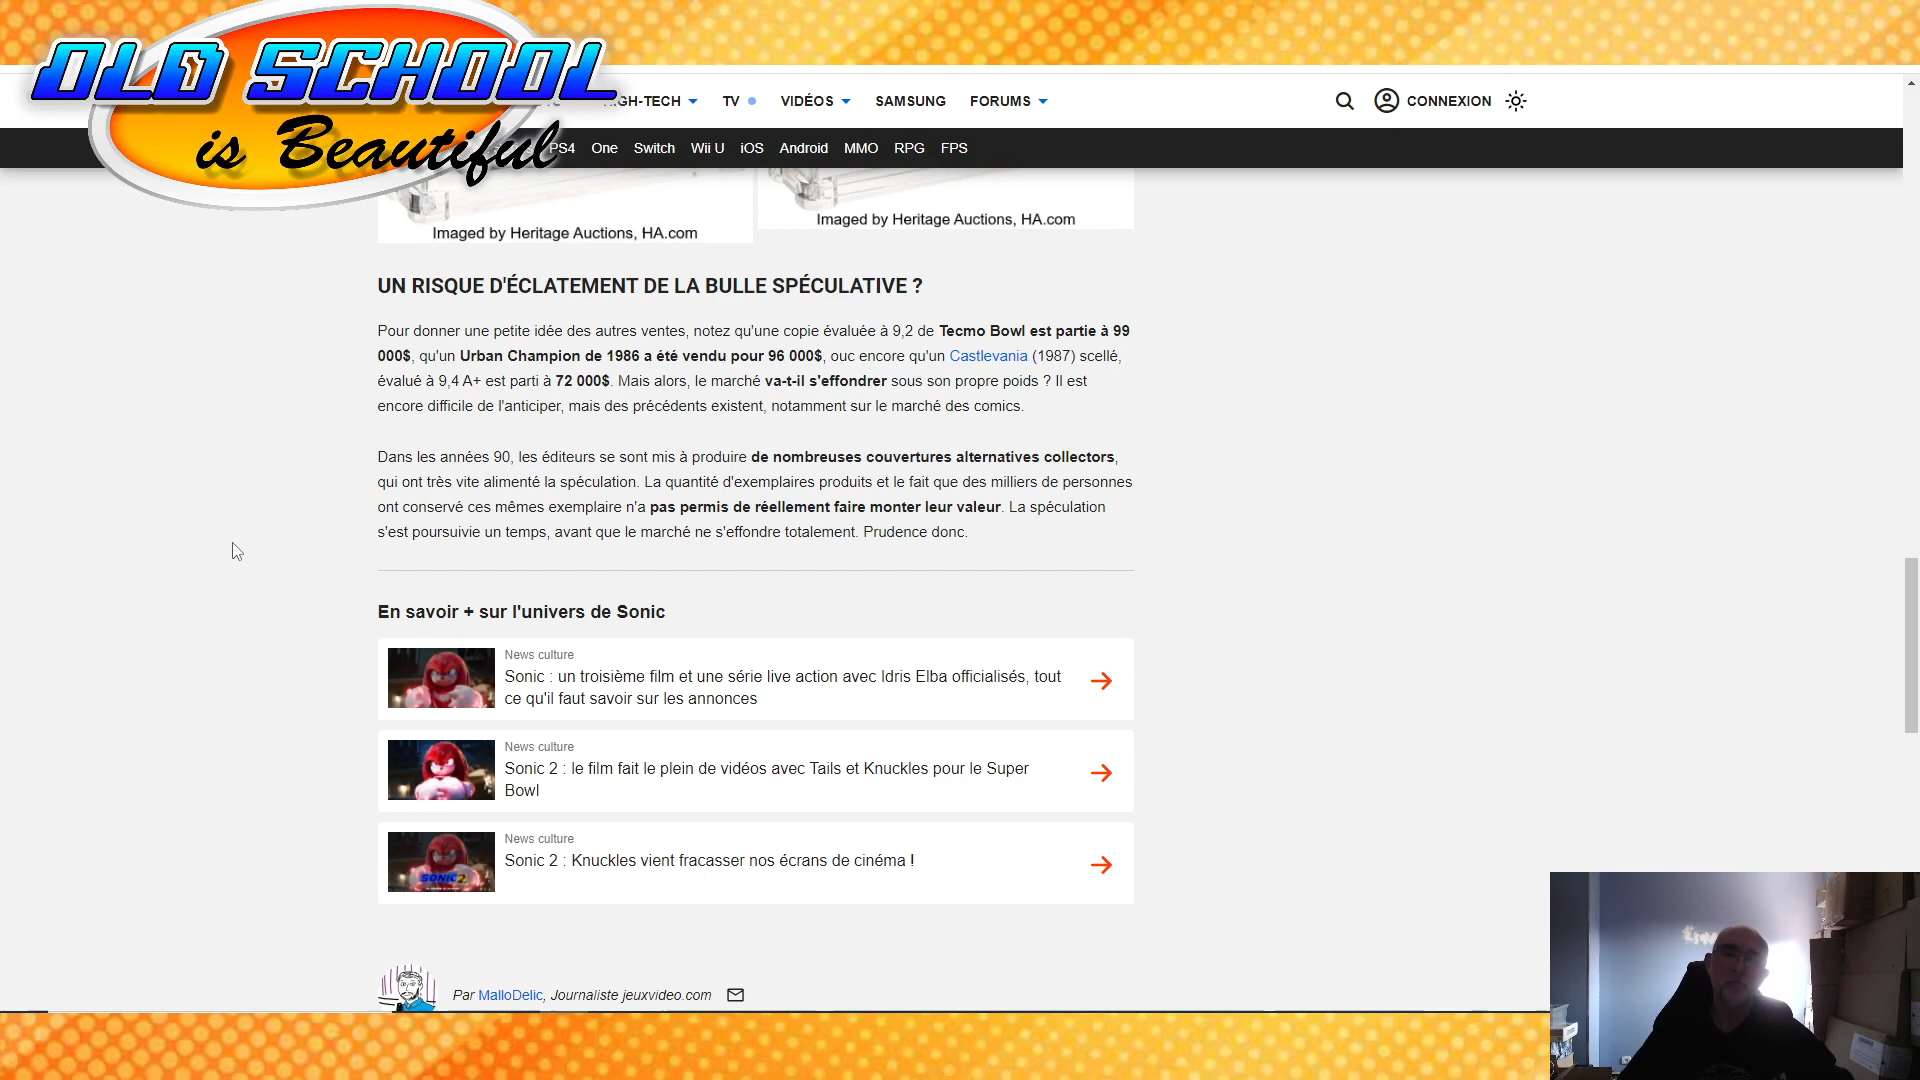 OLD SCHOOL
is Beautiful
HIGH-TECH TV VIDÉOS SAMSUNG FORUMS CONNEXION
PS4 One Switch Wii U iOS Android MMO RPG FPS
Imaged by Heritage Auctions, HA.com
Imaged by Heritage Auctions, HA.com
UN RISQUE D'ÉCLATEMENT DE LA BULLE SPÉCULATIVE ?
Pour donner une petite idée des autres ventes, notez qu'une copie évaluée à 9,2 de Tecmo Bowl est partie à 99
000$, qu'un Urban Champion de 1986 a été vendu pour 96 000$, ouc encore qu'un Castlevania (1987) scellé,
évalué à 9,4 A+ est parti à 72 000$. Mais alors, le marché va-t-il s'effondrer sous son propre poids ? Il est
encore difficile de l'anticiper, mais des précédents existent, notamment sur le marché des comics.
Dans les années 90, les éditeurs se sont mis à produire de nombreuses couvertures alternatives collectors,
qui ont très vite alimenté la spéculation. La quantité d'exemplaires produits et le fait que des milliers de personnes
ont conservé ces mêmes exemplaire n'a pas permis de réellement faire monter leur valeur. La spéculation
s'est poursuivie un temps, avant que le marché ne s'effondre totalement. Prudence donc.
En savoir + sur l'univers de Sonic
News culture
Sonic : un troisième film et une série live action avec Idris Elba officialisés, tout
ce qu'il faut savoir sur les annonces
News culture
Sonic 2 : le film fait le plein de vidéos avec Tails et Knuckles pour le Super
Bowl
News culture
Sonic 2 : Knuckles vient fracasser nos écrans de cinéma !
SONIC 2
Par MalloDelic, Journaliste jeuxvideo.com